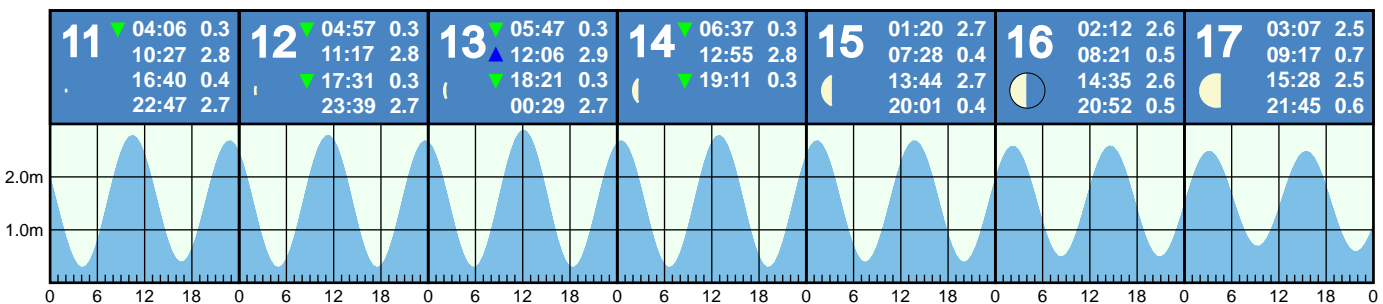 11 ▼ 04:06 0.3
10:27 2.8
16:40 0.4
22:47 2.7
12 ▼ 04:57 0.3
11:17 2.8
▼ 17:31 0.3
23:39 2.7
13 ▼ 05:47 0.3
▲ 12:06 2.9
▼ 18:21 0.3
00:29 2.7
14 ▼ 06:37 0.3
12:55 2.8
▼ 19:11 0.3
15 01:20 2.7
07:28 0.4
13:44 2.7
20:01 0.4
16 02:12 2.6
08:21 0.5
14:35 2.6
20:52 0.5
17 03:07 2.5
09:17 0.7
15:28 2.5
21:45 0.6
2.0m
1.0m
0 6 12 18 0 6 12 18 0 6 12 18 0 6 12 18 0 6 12 18 0 6 12 18 0 6 12 18 0